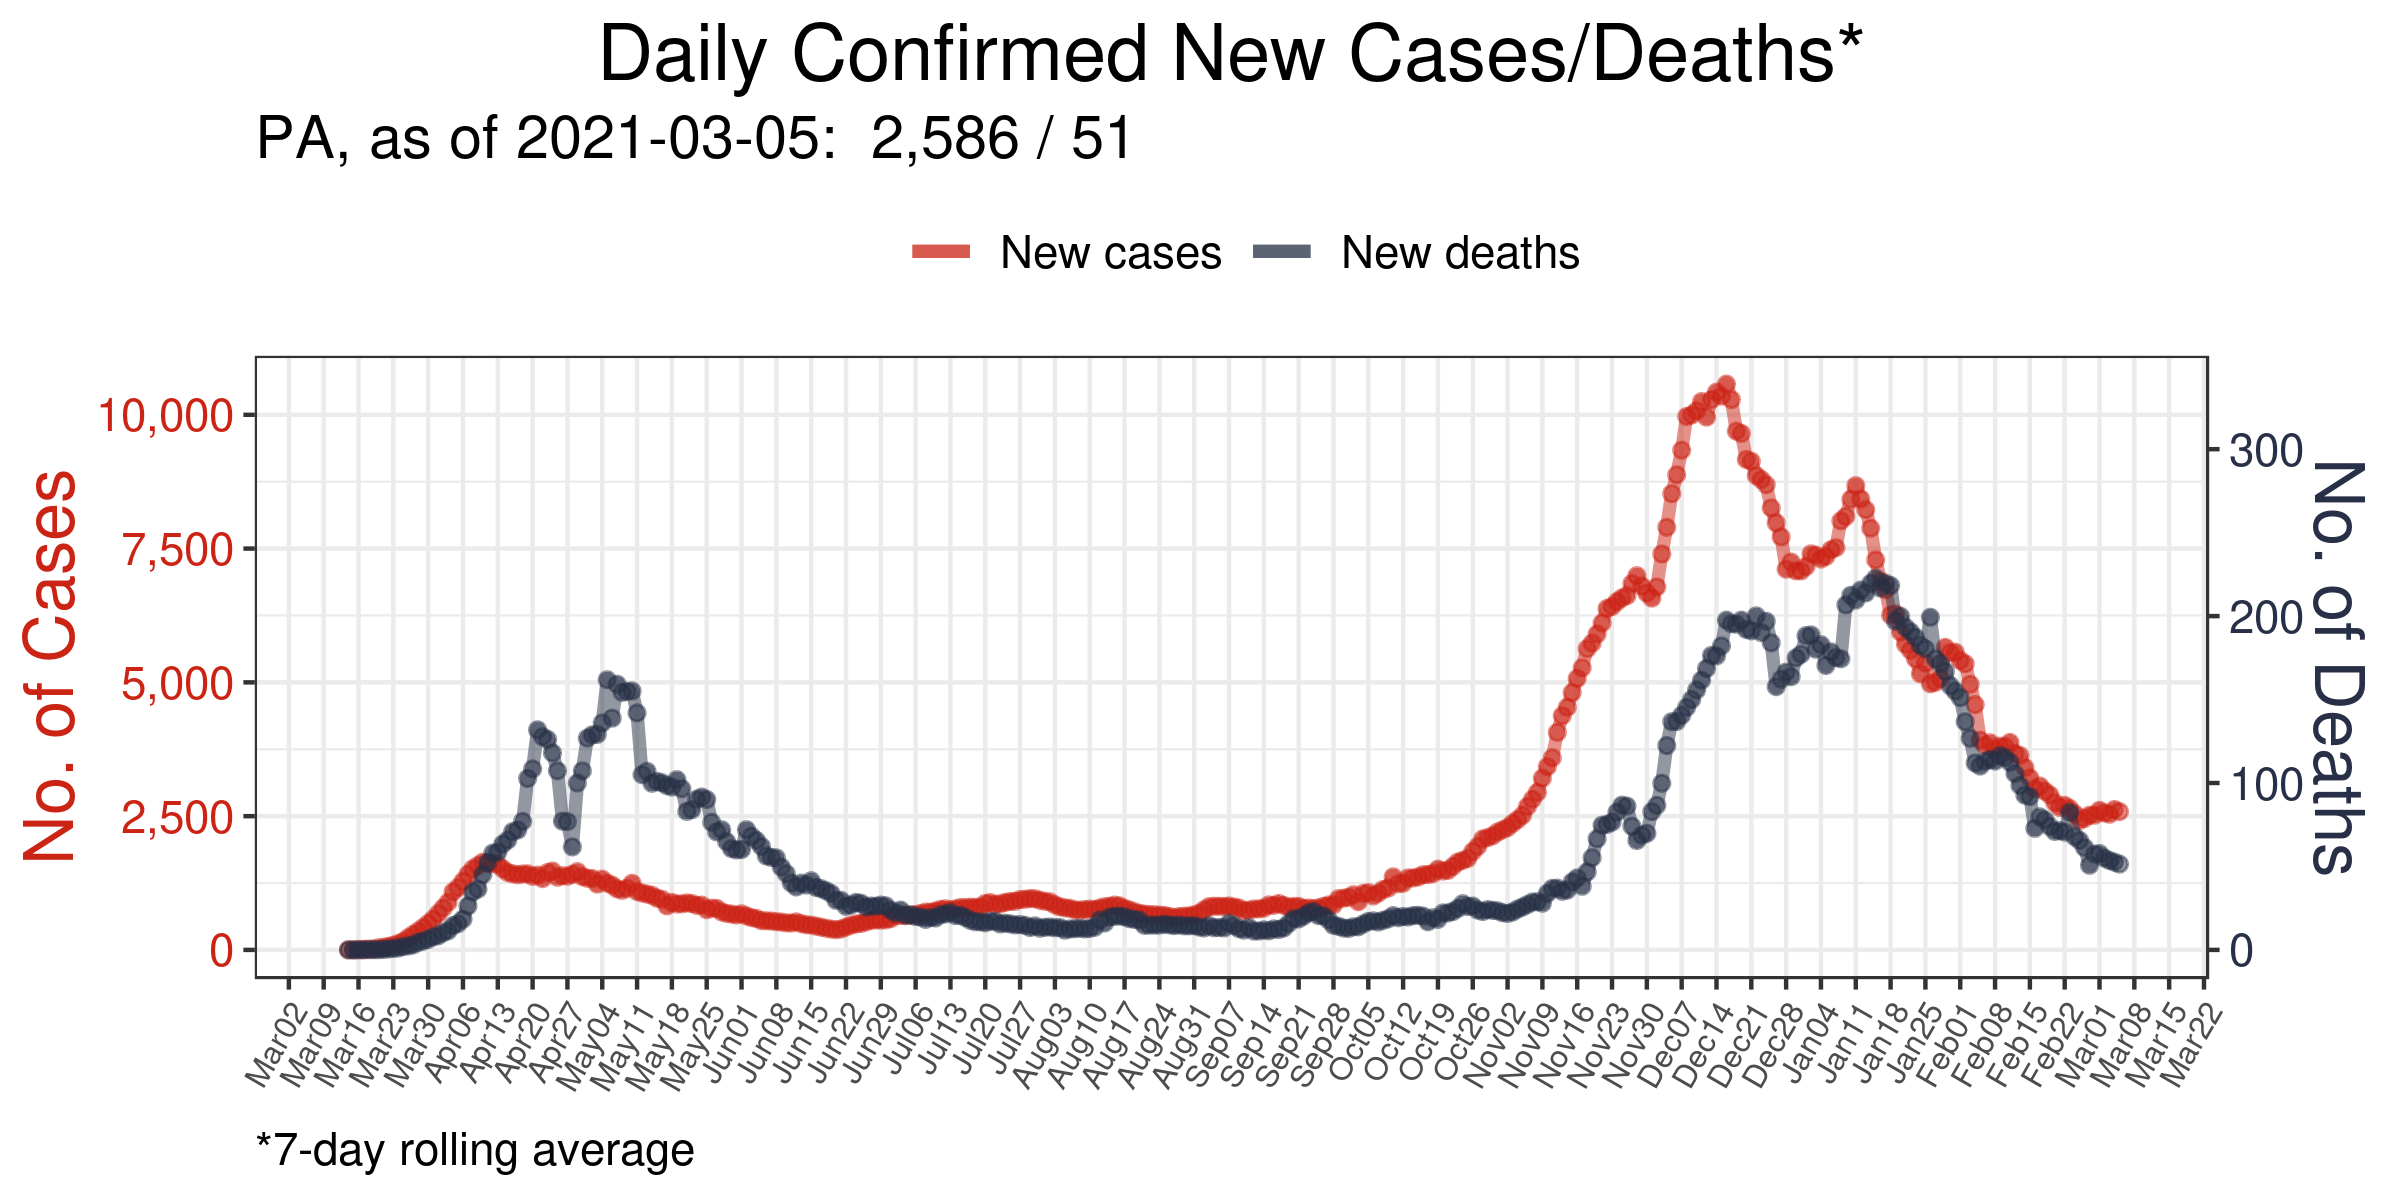 Daily Confirmed New Cases/Deaths*
PA, as of 2021-03-05:  2,586 / 51
New cases
New deaths
No. of Cases
10,000
7,500
5,000
2,500
0
300
200
100
0
No. of Deaths
Mar02
Mar09
Mar16
Mar23
Mar30
Apr06
Apr13
Apr20
Apr27
May04
May11
May18
May25
Jun01
Jun08
Jun15
Jun22
Jun29
Jul06
Jul13
Jul20
Jul27
Aug03
Aug10
Aug17
Aug24
Aug31
Sep07
Sep14
Sep21
Sep28
Oct05
Oct12
Oct19
Oct26
Nov02
Nov09
Nov16
Nov23
Nov30
Dec07
Dec14
Dec21
Dec28
Jan04
Jan11
Jan18
Jan25
Feb01
Feb08
Feb15
Feb22
Mar01
Mar08
Mar15
Mar22
*7-day rolling average